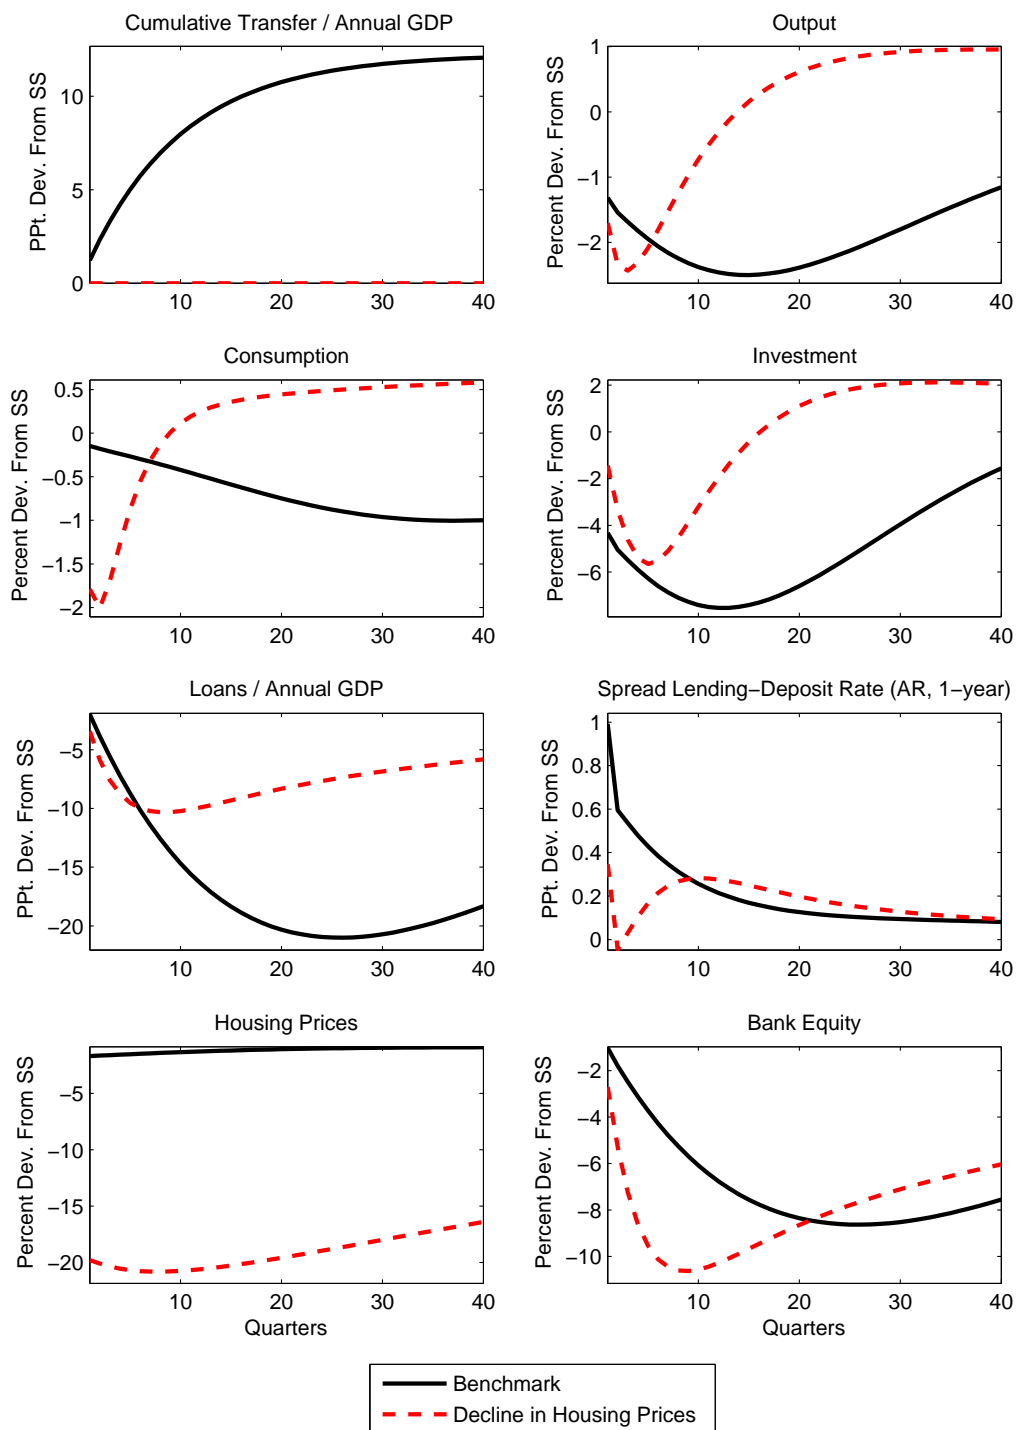 Cumulative Transfer / Annual GDP
PPt. Dev. From SS
10
5
0
10 20 30 40
Output
Percent Dev. From SS
1
0
−1
−2
10 20 30 40
Consumption
Percent Dev. From SS
0.5
0
−0.5
−1
−1.5
−2
10 20 30 40
Investment
Percent Dev. From SS
2
0
−2
−4
−6
10 20 30 40
Loans / Annual GDP
PPt. Dev. From SS
−5
−10
−15
−20
10 20 30 40
Spread Lending−Deposit Rate (AR, 1−year)
PPt. Dev. From SS
1
0.8
0.6
0.4
0.2
0
10 20 30 40
Housing Prices
Percent Dev. From SS
−5
−10
−15
−20
10 20 30 40
Quarters
Bank Equity
Percent Dev. From SS
−2
−4
−6
−8
−10
10 20 30 40
Quarters
Benchmark
Decline in Housing Prices